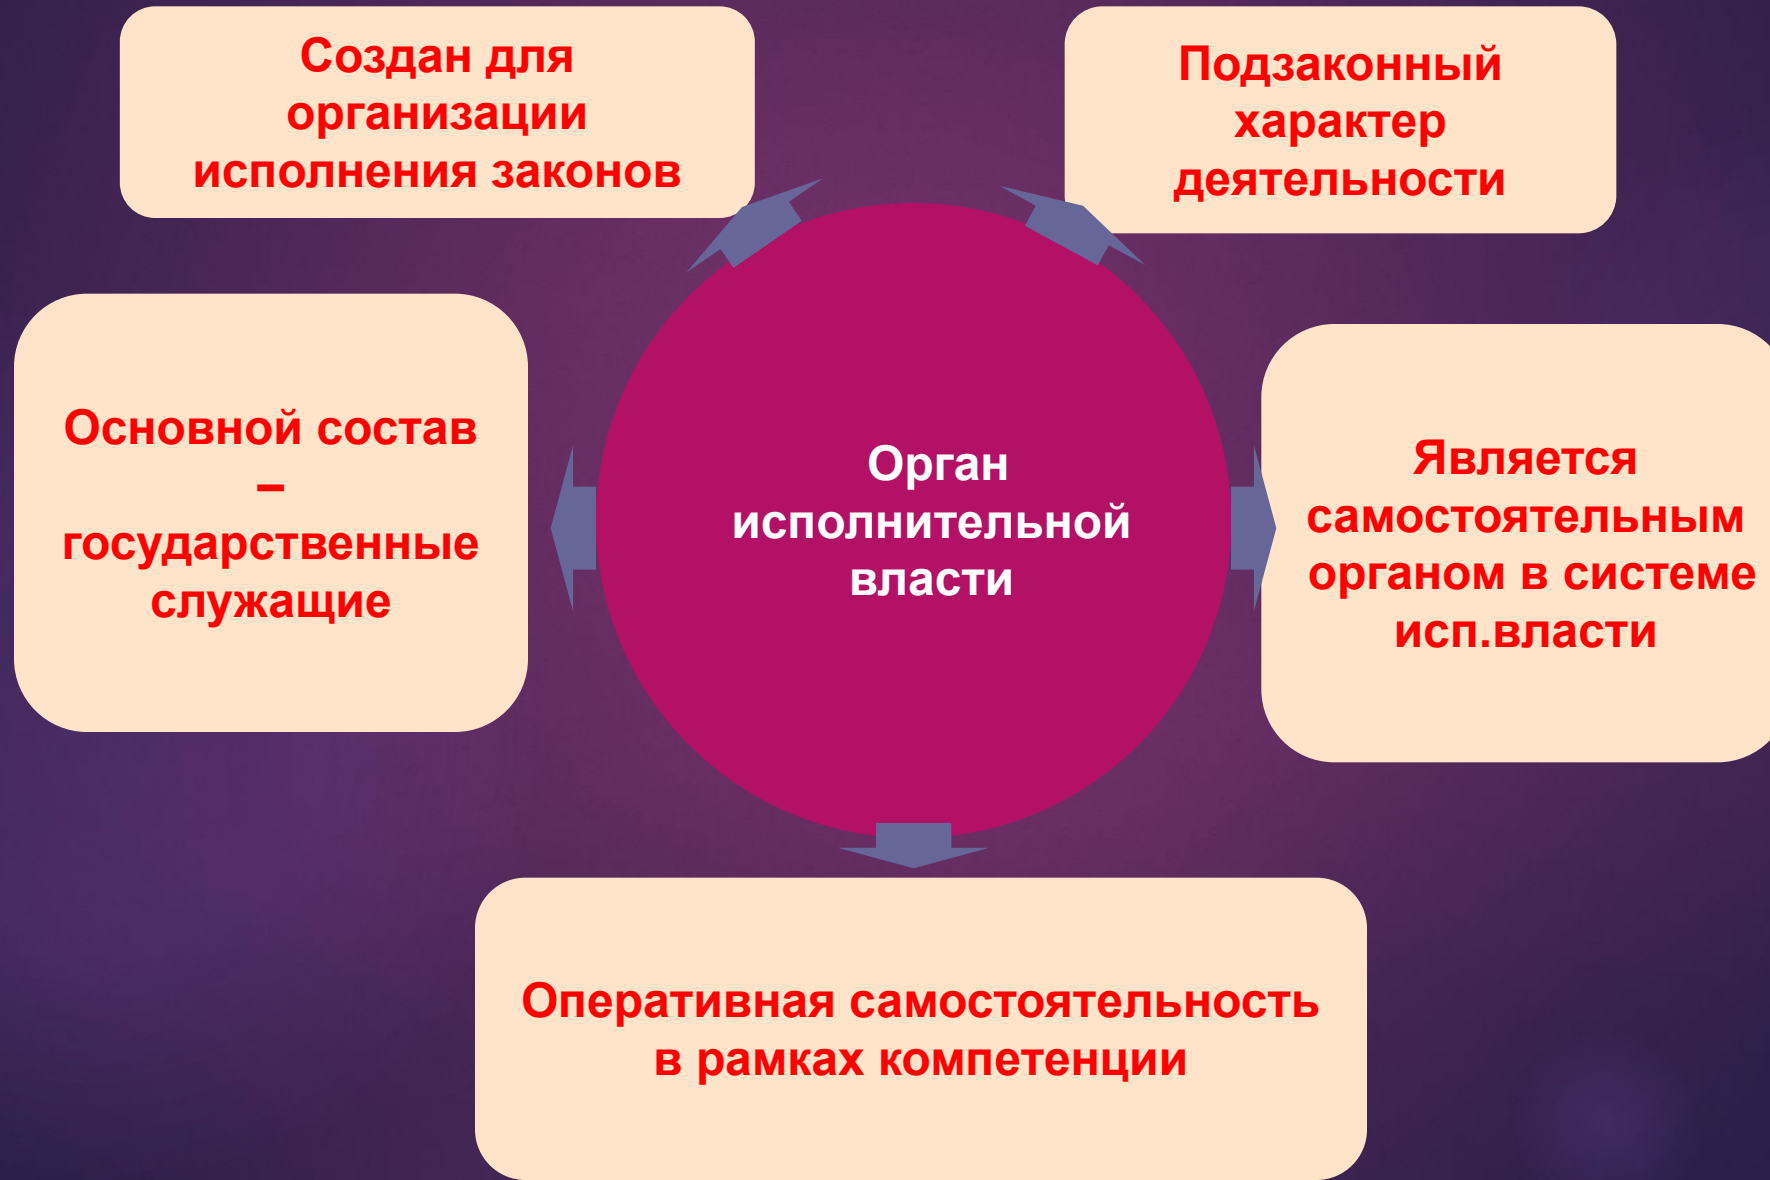 Создан для
организации
исполнения законов
Подзаконный
характер
деятельности
Основной состав
–
государственные
служащие
Орган
исполнительной
власти
Является
самостоятельным
органом в системе
исп.власти
Оперативная самостоятельность
в рамках компетенции